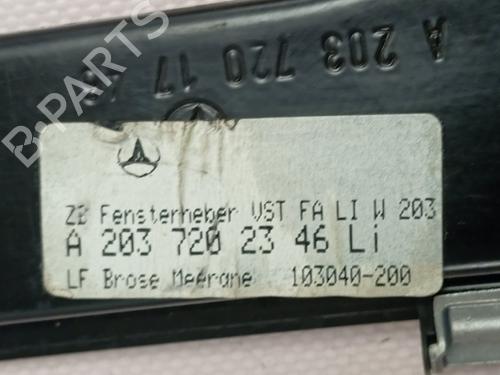 A 203 720 17 46
B-PARTS
ZB Fensterheber VST FA LI W 203
A 203 720 23 46 Li
LF Brose Meerane 103040-200